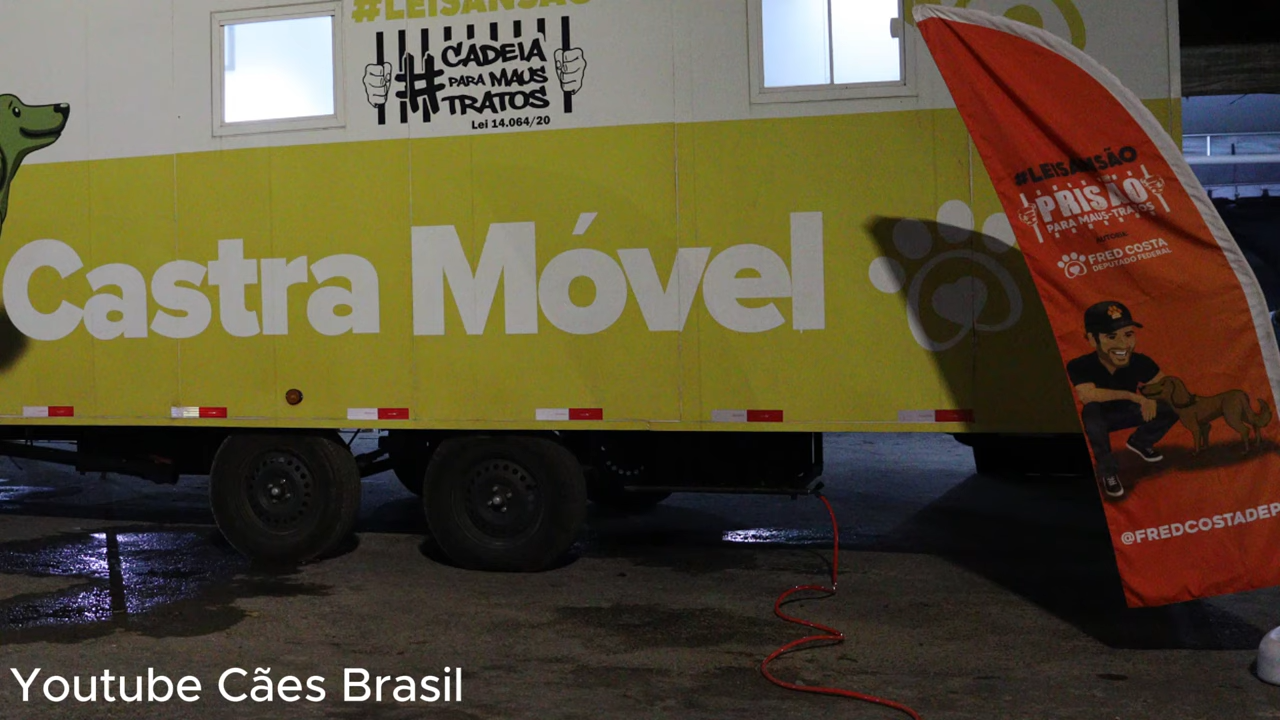 #LEISANSÃO
#CADEIA
PARA MAUS
TRATOS
Lei 14.064/20
Castra Móvel
#LEISANSÃO
PRISÃO
PARA MAUS-TRATOS
AUTORIA:
FRED COSTA
DEPUTADO FEDERAL
@FREDCOSTADEP
Youtube Cães Brasil